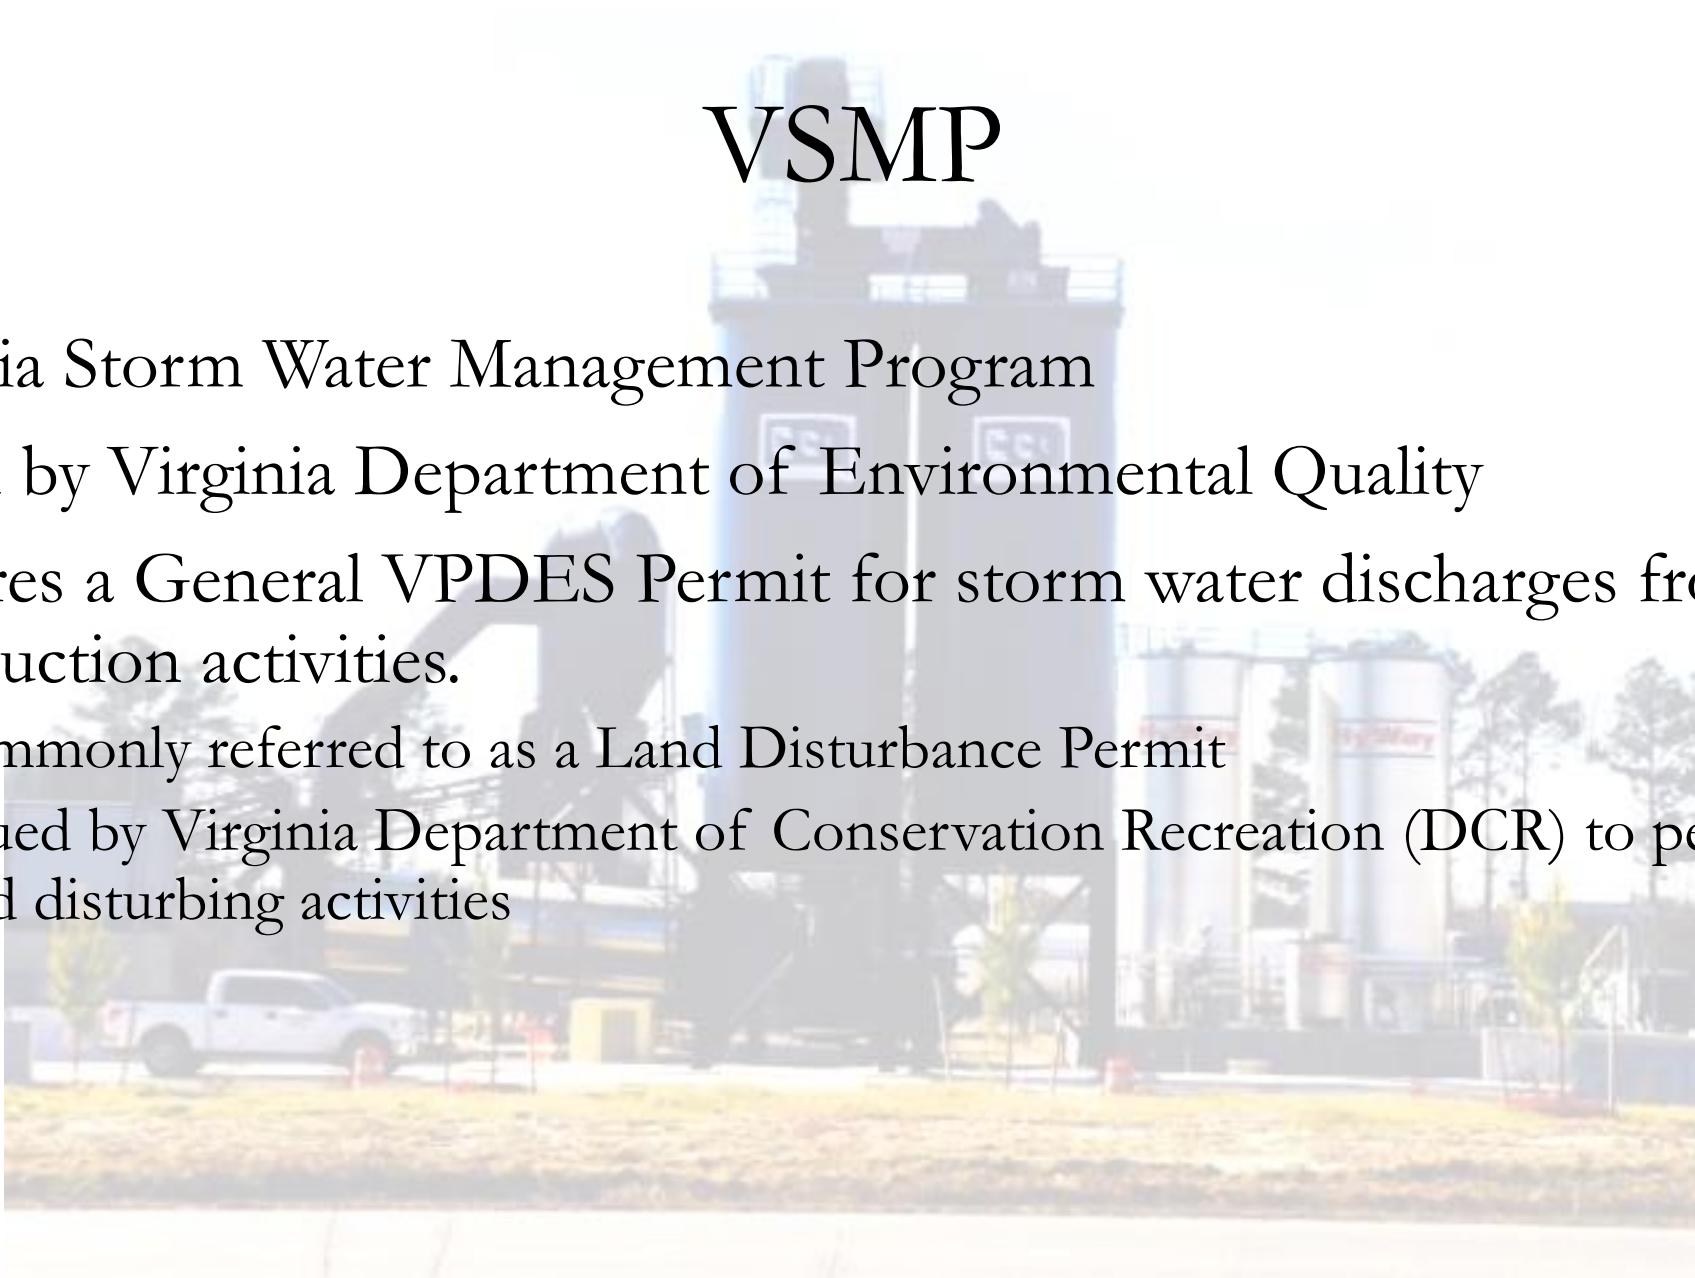 VSMP
ia Storm Water Management Program
by Virginia Department of Environmental Quality
res a General VPDES Permit for storm water discharges fro
uction activities.
mmonly referred to as a Land Disturbance Permit
ued by Virginia Department of Conservation Recreation (DCR) to pe
d disturbing activities